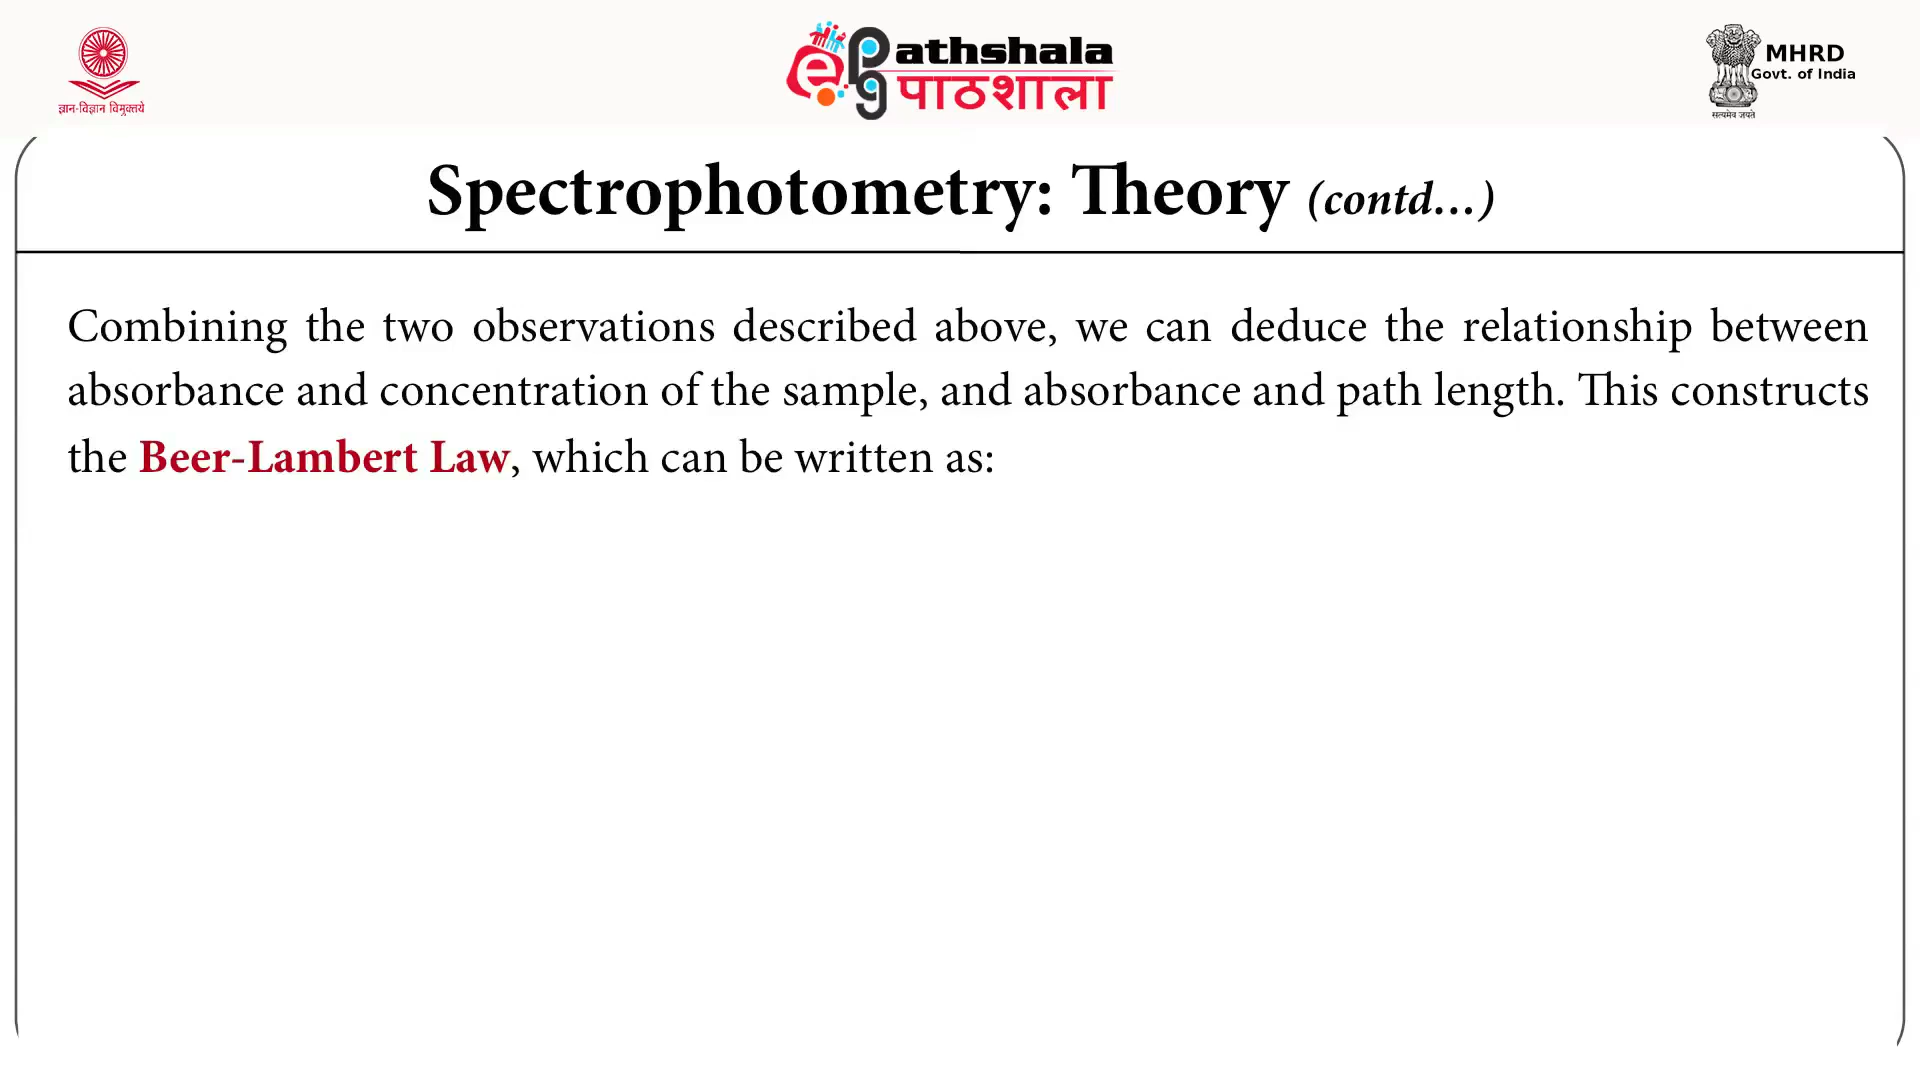 ज्ञान-विज्ञान विमुक्तये
e PG Pathshala
पाठशाला
MHRD
Govt. of India
सत्यमेव जयते
Spectrophotometry: Theory (contd...)
Combining the two observations described above, we can deduce the relationship between
absorbance and concentration of the sample, and absorbance and path length. This constructs
the Beer-Lambert Law, which can be written as: